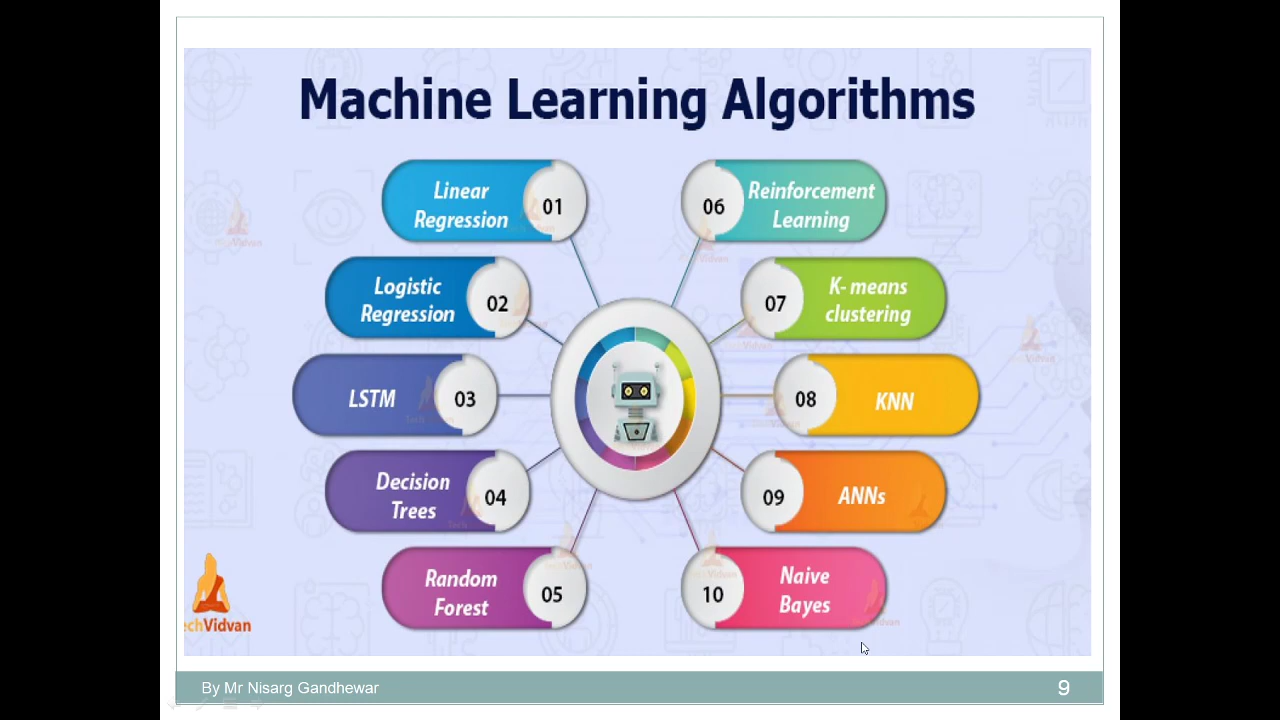 Machine Learning Algorithms
Linear
Regression
01
Logistic
Regression
02
LSTM
03
Decision
Trees
04
Random
Forest
05
06
Reinforcement
Learning
07
K- means
clustering
08
KNN
09
ANNs
10
Naive
Bayes
echVidvan
By Mr Nisarg Gandhewar
9